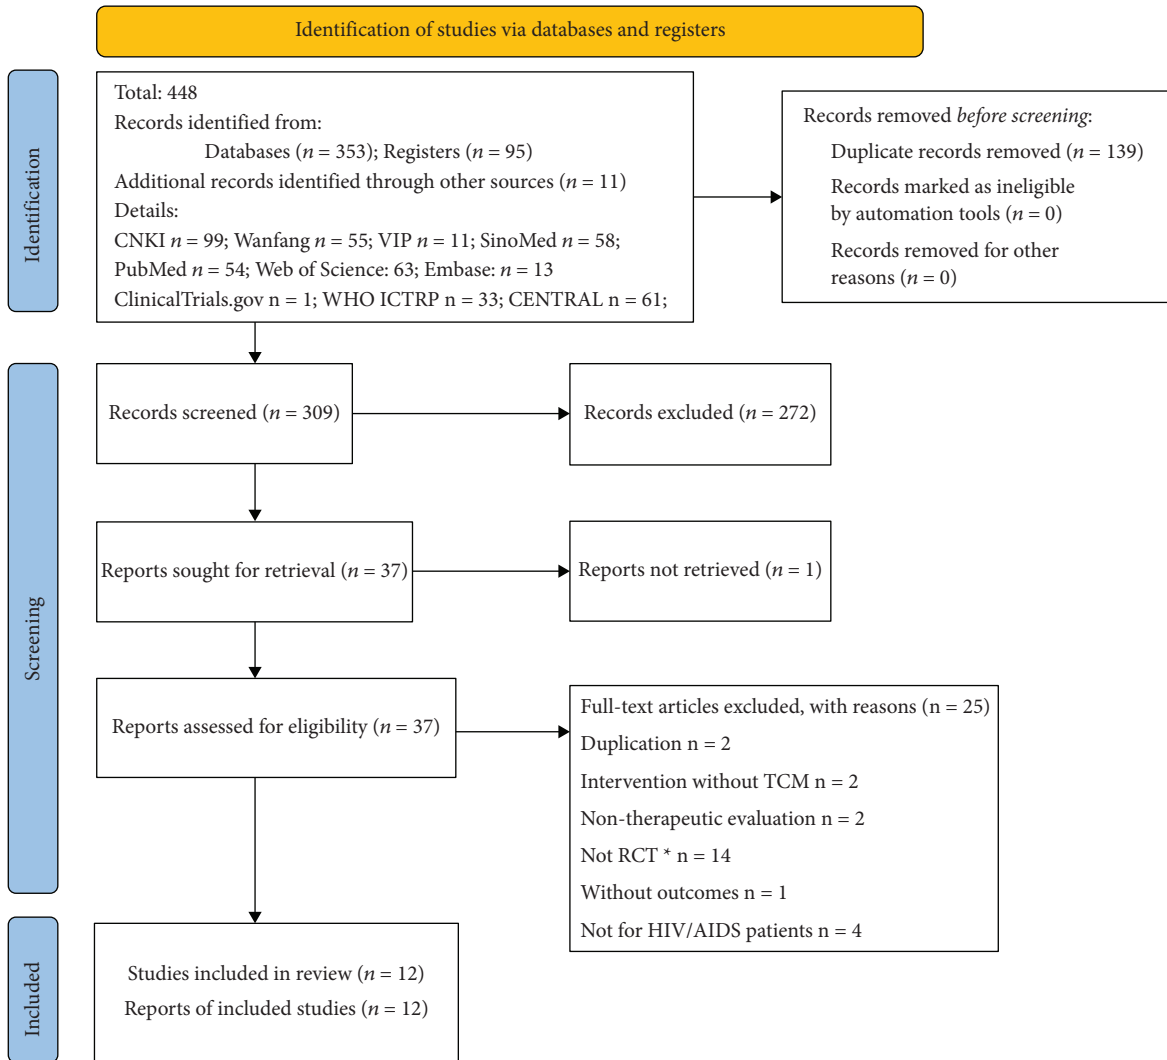 Identification of studies via databases and registers
Identification
Total: 448
Records identified from:
Databases (n = 353); Registers (n = 95)
Additional records identified through other sources (n = 11)
Details:
CNKI n = 99; Wanfang n = 55; VIP n = 11; SinoMed n = 58;
PubMed n = 54; Web of Science: 63; Embase: n = 13
ClinicalTrials.gov n = 1; WHO ICTRP n = 33; CENTRAL n = 61;
Records removed before screening:
Duplicate records removed (n = 139)
Records marked as ineligible
by automation tools (n = 0)
Records removed for other
reasons (n = 0)
Screening
Records screened (n = 309)
Records excluded (n = 272)
Reports sought for retrieval (n = 37)
Reports not retrieved (n = 1)
Reports assessed for eligibility (n = 37)
Full-text articles excluded, with reasons (n = 25)
Duplication n = 2
Intervention without TCM n = 2
Non-therapeutic evaluation n = 2
Not RCT * n = 14
Without outcomes n = 1
Not for HIV/AIDS patients n = 4
Included
Studies included in review (n = 12)
Reports of included studies (n = 12)